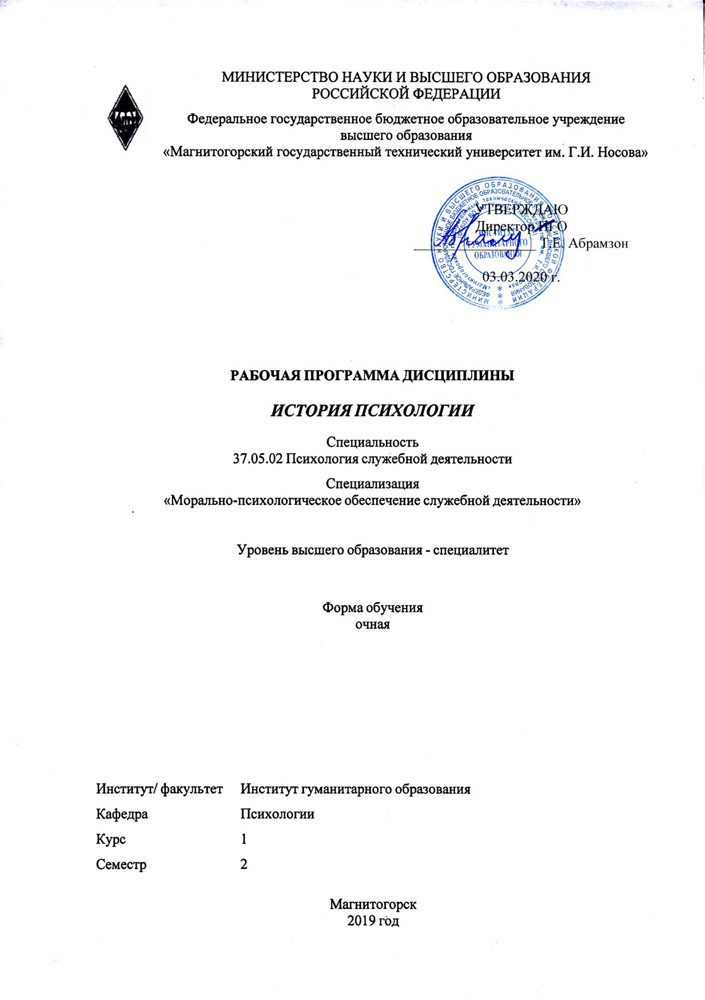 МИНИСТЕРСТВО НАУКИ И ВЫСШЕГО ОБРАЗОВАНИЯ
РОССИЙСКОЙ ФЕДЕРАЦИИ
Федеральное государственное бюджетное образовательное учреждение
высшего образования
«Магнитогорский государственный технический университет им. Г.И. Носова»
УТВЕРЖДАЮ
Директор ИГО
Т.Е. Абрамзон
ИНСТИТУТ
ГУМАНИТАРНОГО
ОБРАЗОВАНИЯ
03.03.2020 г.
РАБОЧАЯ ПРОГРАММА ДИСЦИПЛИНЫ
ИСТОРИЯ ПСИХОЛОГИИ
Специальность
37.05.02 Психология служебной деятельности
Специализация
«Морально-психологическое обеспечение служебной деятельности»
Уровень высшего образования - специалитет
Форма обучения
очная
Институт/ факультет Институт гуманитарного образования
Кафедра Психологии
Курс 1
Семестр 2
Магнитогорск
2019 год